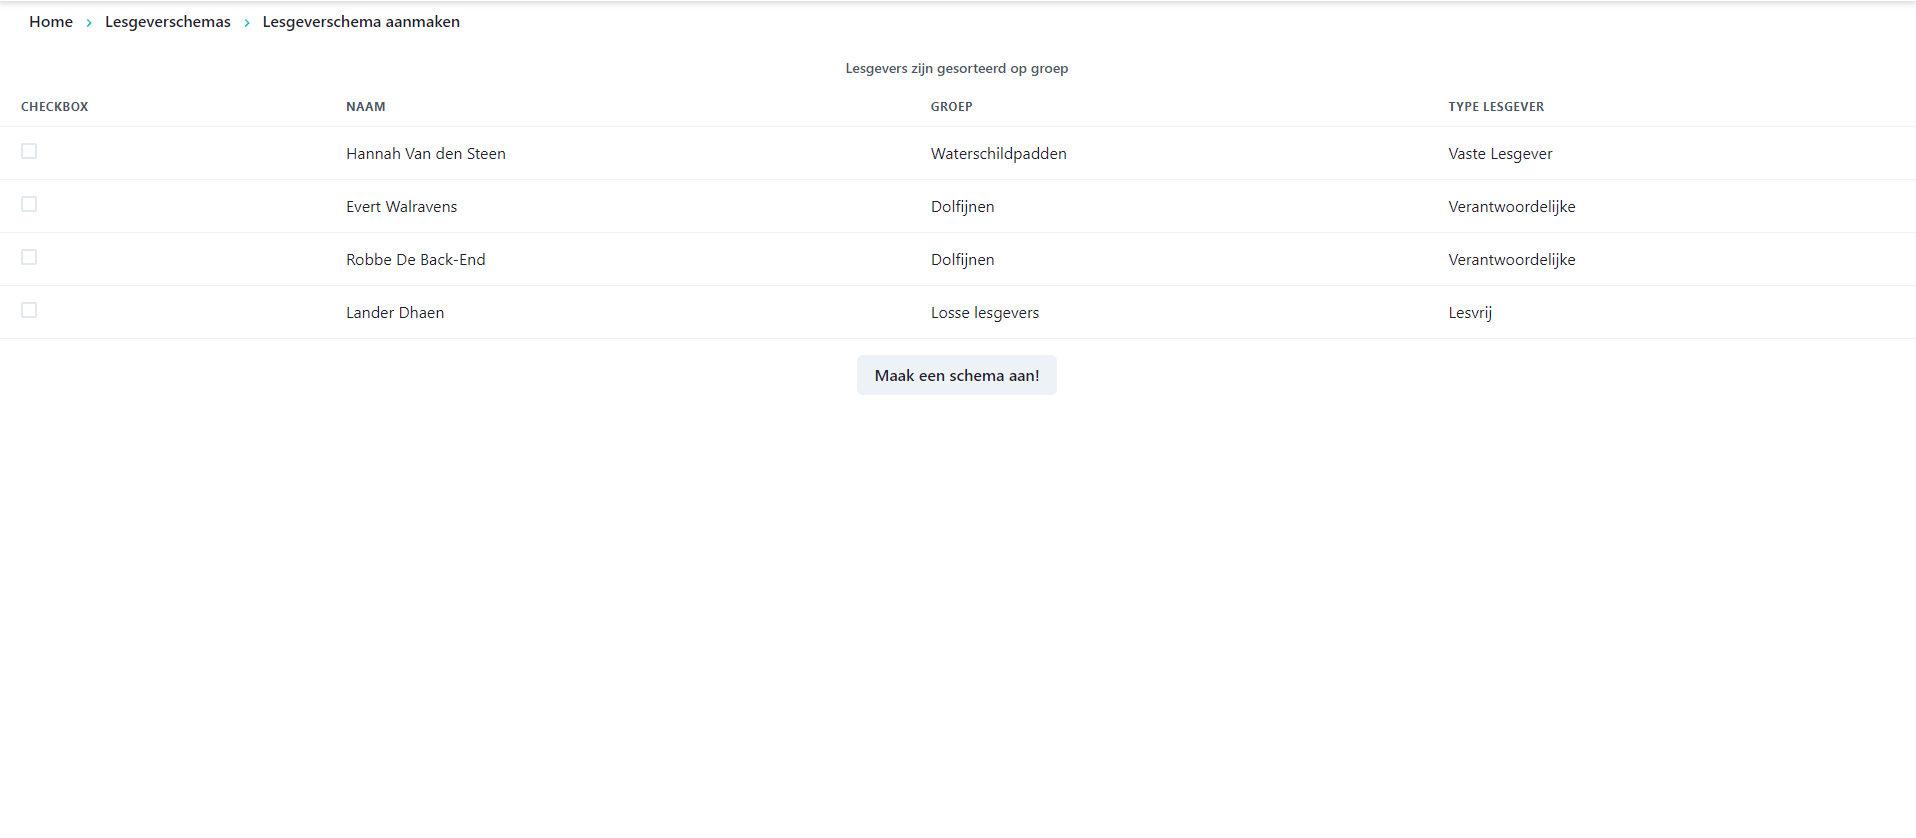 Home > Lesgeverschemas > Lesgeverschema aanmaken
Lesgevers zijn gesorteerd op groep
CHECKBOX NAAM GROEP TYPE LESGEVER
Hannah Van den Steen Waterschildpadden Vaste Lesgever
Evert Walravens Dolfijnen Verantwoordelijke
Robbe De Back-End Dolfijnen Verantwoordelijke
Lander Dhaen Losse lesgevers Lesvrij
Maak een schema aan!